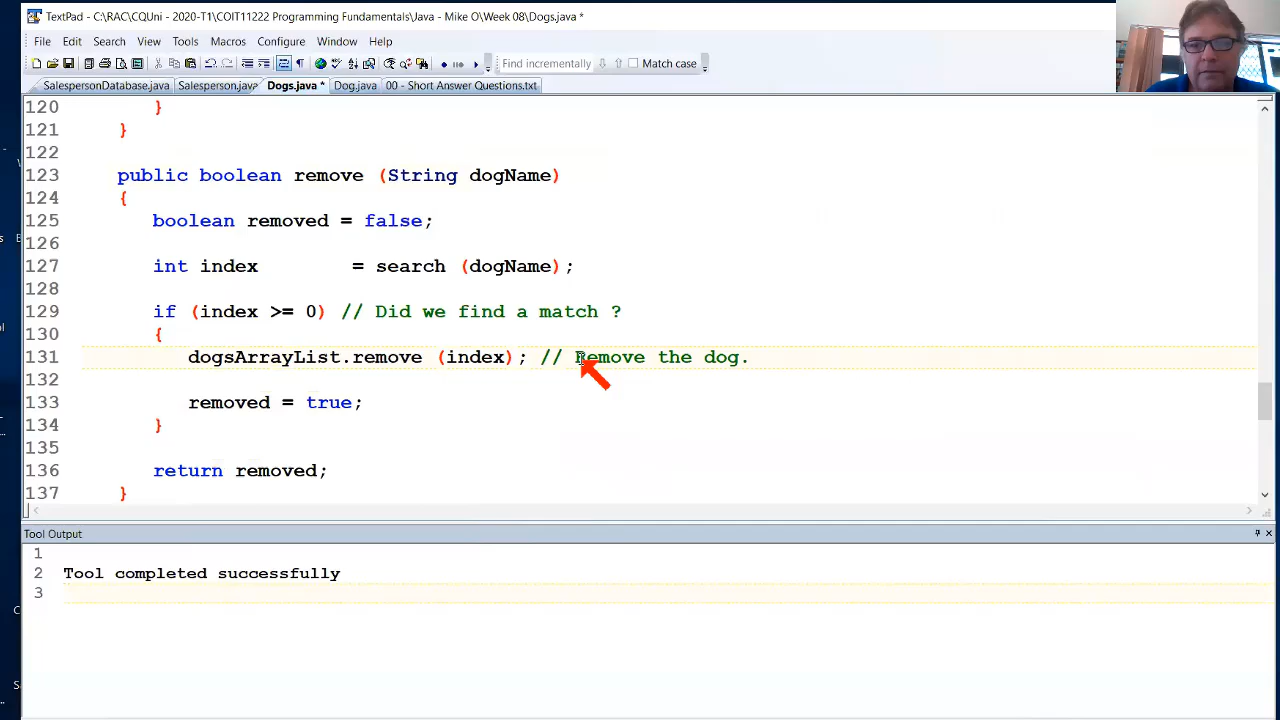 TextPad - C:\RAC\CQUni - 2020-T1\COIT11222 Programming Fundamentals\Java - Mike O\Week 08\Dogs.java *
File Edit Search View Tools Macros Configure Window Help
Find incrementally Match case
SalespersonDatabase.java Salesperson.java Dogs.java * Dog.java 00 - Short Answer Questions.txt
120 }
121 }
122
123 public boolean remove (String dogName)
124 {
125 boolean removed = false;
126
127 int index = search (dogName);
128
129 if (index >= 0) // Did we find a match ?
130 {
131 dogsArrayList.remove (index); // Remove the dog.
132
133 removed = true;
134 }
135
136 return removed;
137 }
Tool Output
1
2 Tool completed successfully
3